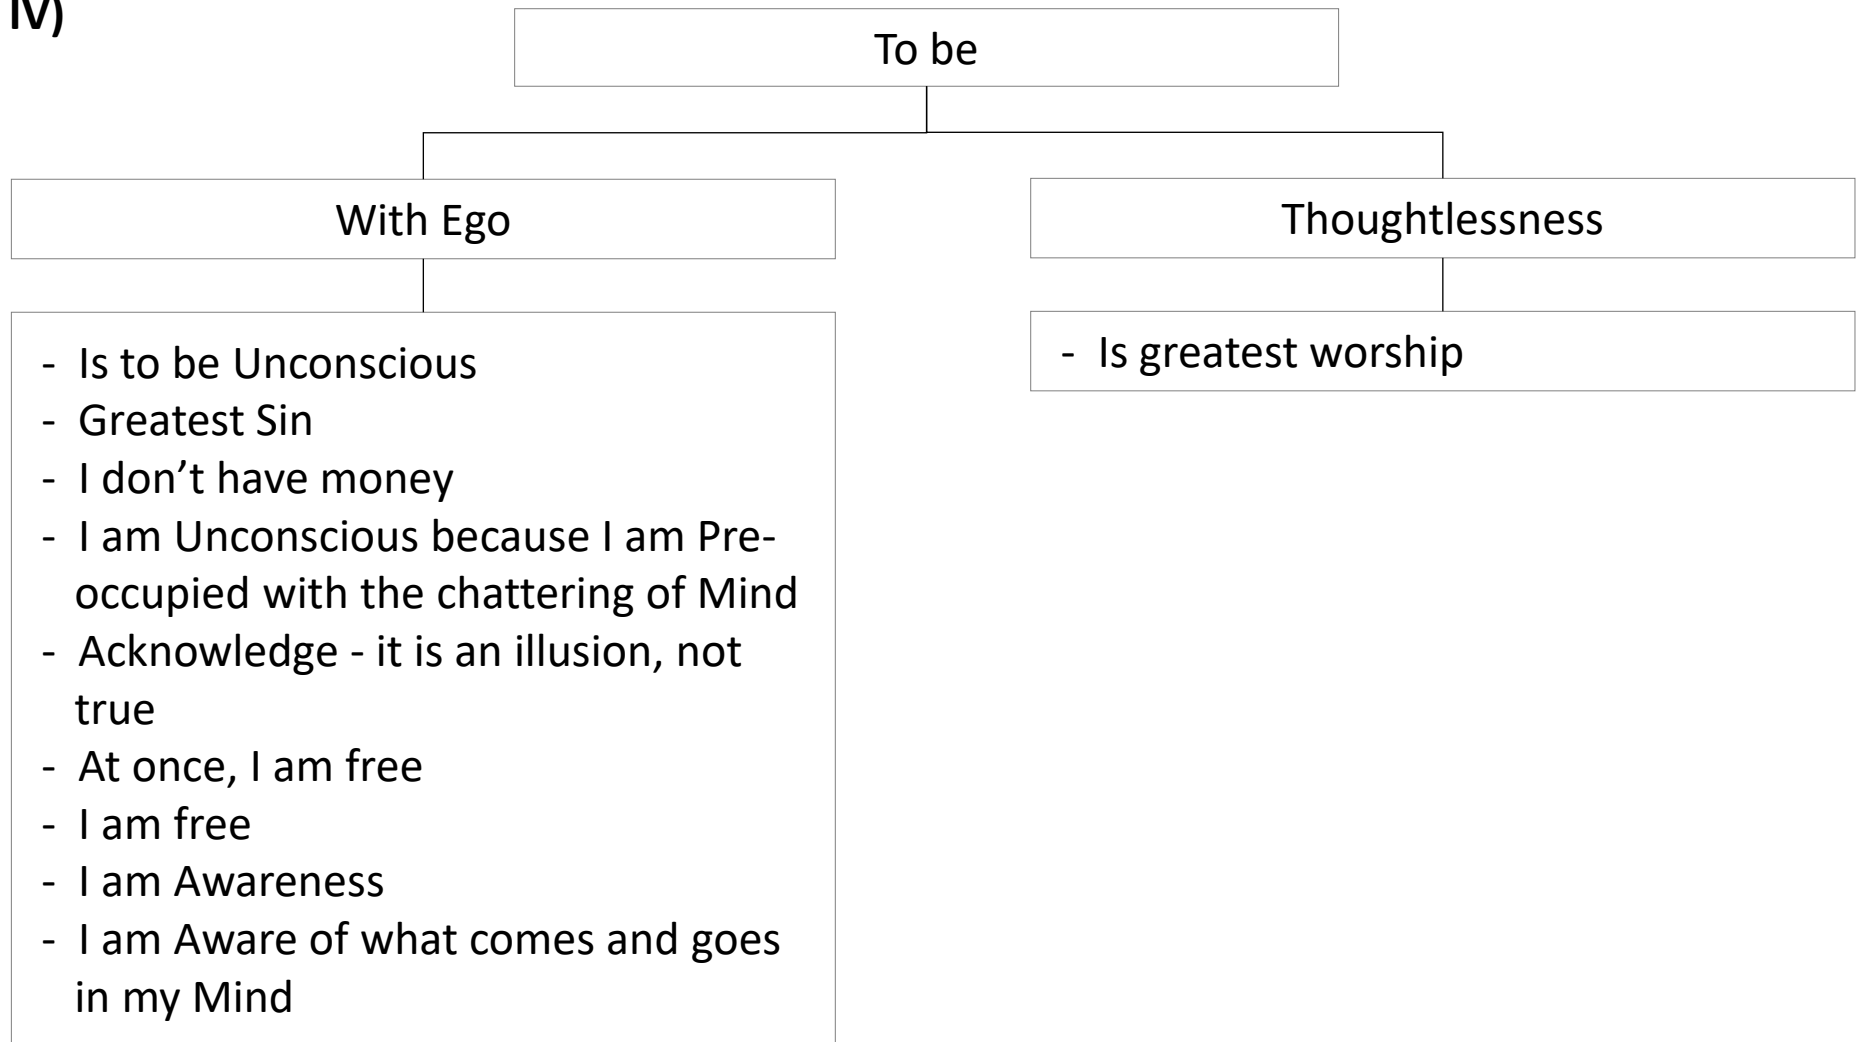 IV)
To be
With Ego
Thoughtlessness
- Is to be Unconscious
- Greatest Sin
- I don’t have money
- I am Unconscious because I am Pre-
occupied with the chattering of Mind
- Acknowledge - it is an illusion, not
true
- At once, I am free
- I am free
- I am Awareness
- I am Aware of what comes and goes
in my Mind
- Is greatest worship